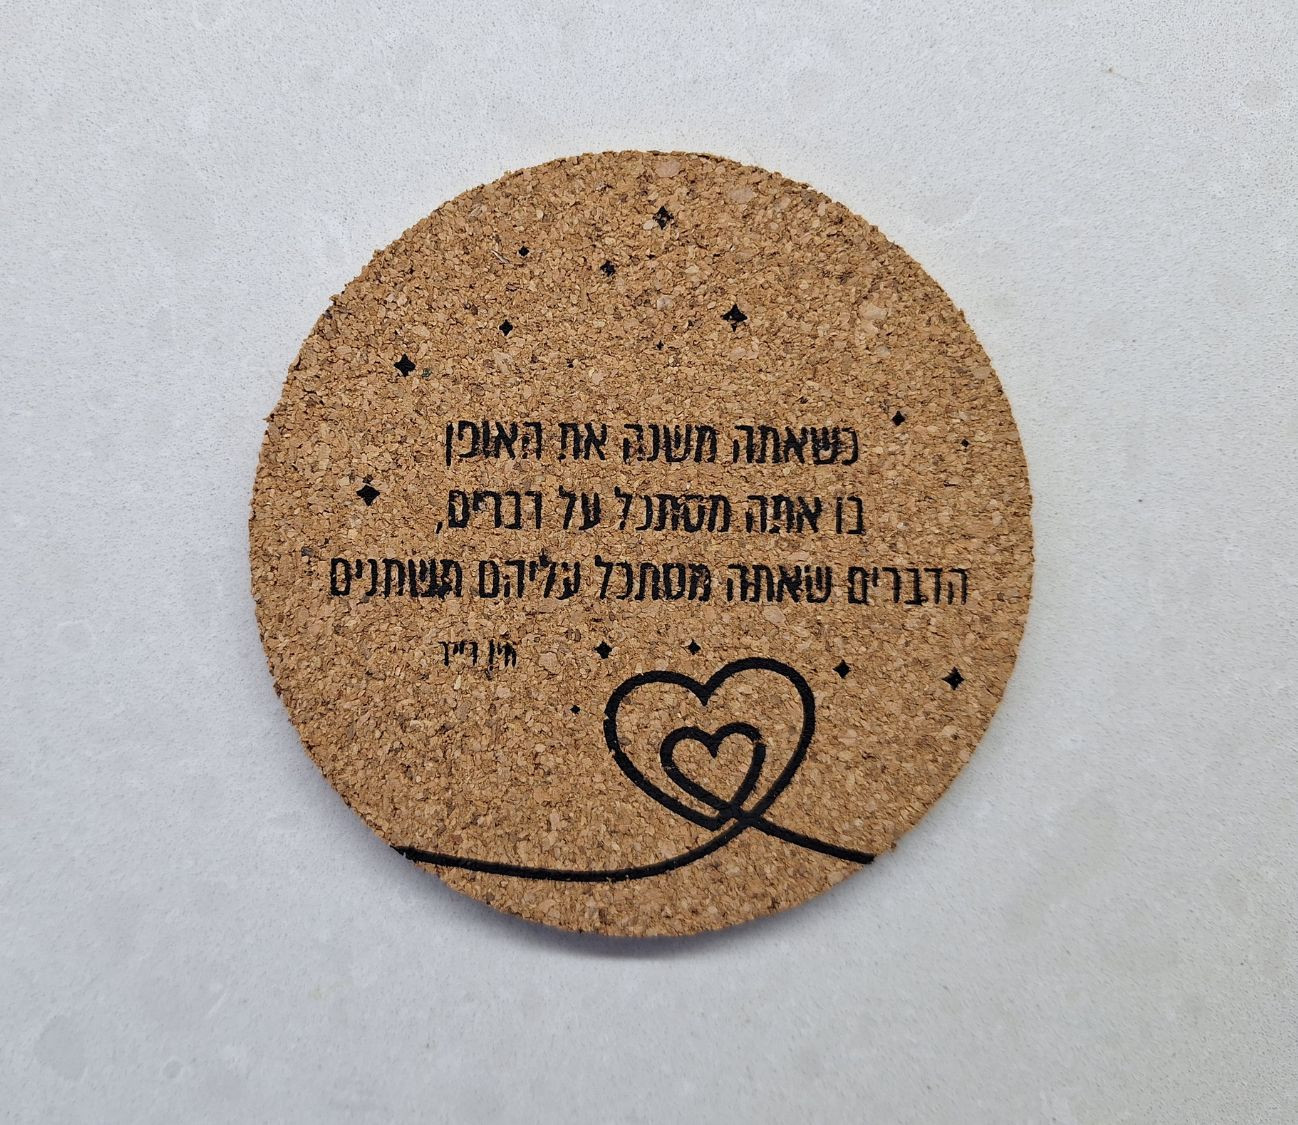 כשאתה משנה את האופן
בו אתה מסתכל על דברים,
הדברים שאתה מסתכל עליהם משתנים
וין דייר